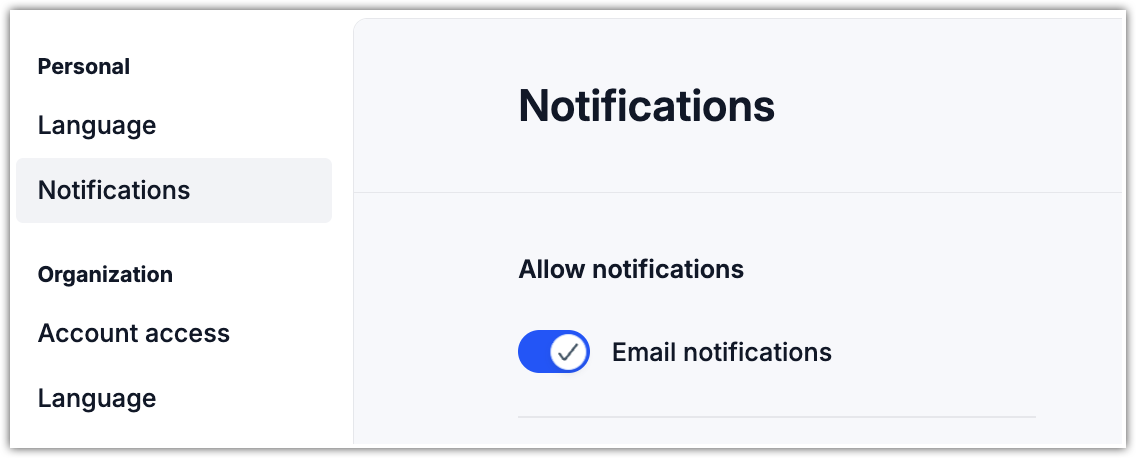 Personal
Language
Notifications
Organization
Account access
Language
Notifications
Allow notifications
Email notifications